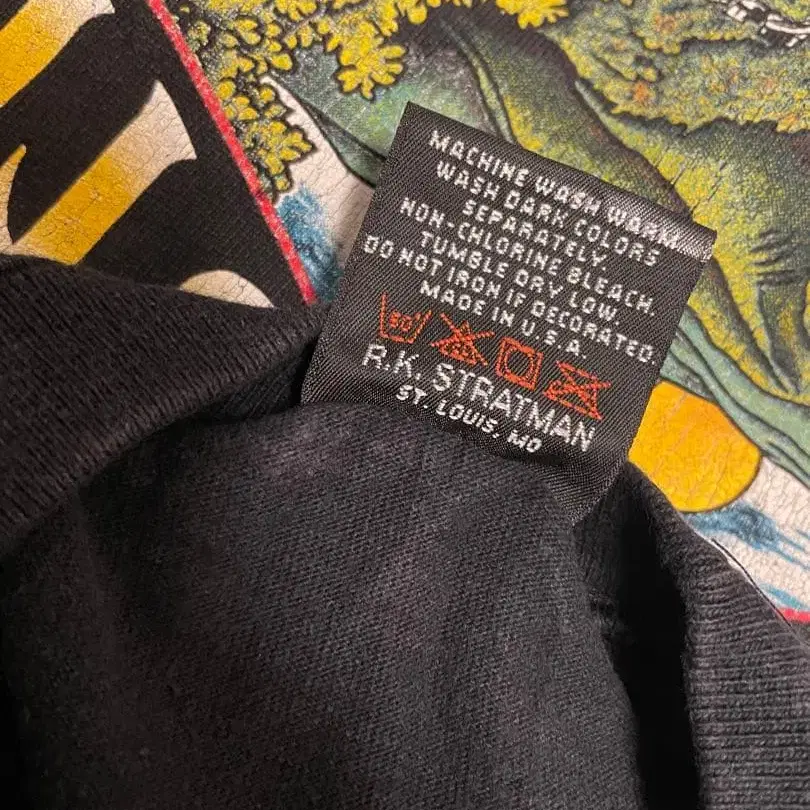 MACHINE WASH WARM.
WASH DARK COLORS
SEPARATELY.
NON-CHLORINE BLEACH.
TUMBLE DRY LOW.
DO NOT IRON IF DECORATED.
MADE IN U.S.A.
50
R.K. STRATMAN
ST. LOUIS, MO